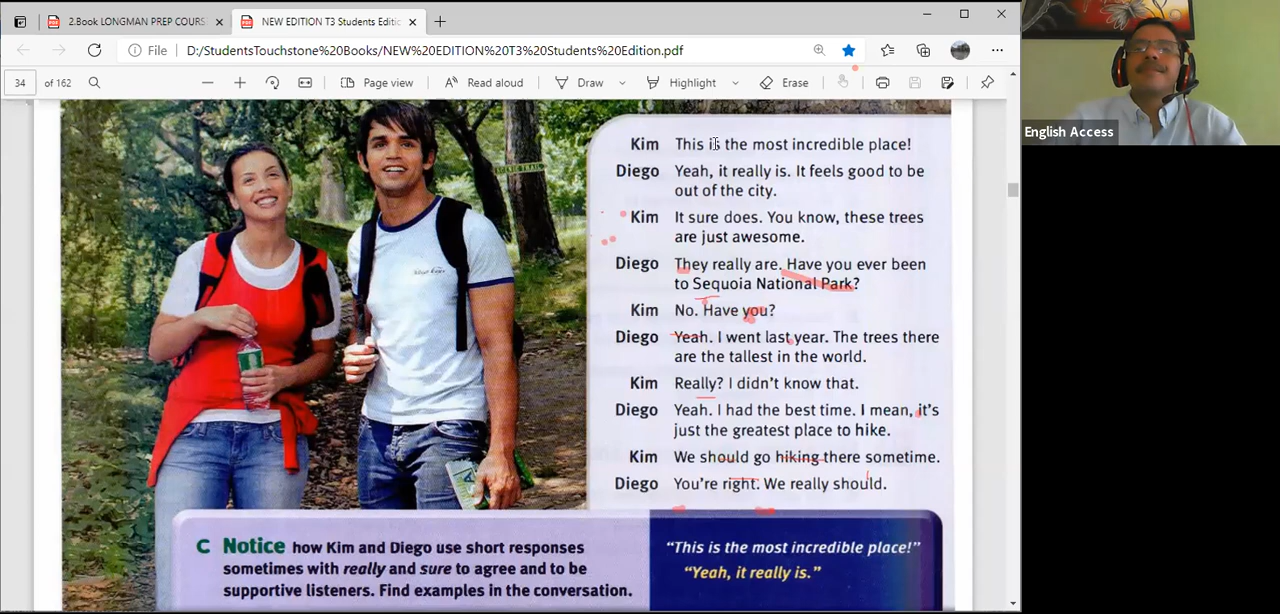 2.Book LONGMAN PREP COURS
NEW EDITION T3 Students Editic
File
D:/StudentsTouchstone%20Books/NEW%20EDITION%20T3%20Students%20Edition.pdf
34 of 162
Page view
Read aloud
Draw
Highlight
Erase
English Access
Kim This is the most incredible place!
Diego Yeah, it really is. It feels good to be
out of the city.
Kim It sure does. You know, these trees
are just awesome.
Diego They really are. Have you ever been
to Sequoia National Park?
Kim No. Have you?
Diego Yeah. I went last year. The trees there
are the tallest in the world.
Kim Really? I didn't know that.
Diego Yeah. I had the best time. I mean, it's
just the greatest place to hike.
Kim We should go hiking there sometime.
Diego You're right. We really should.
C Notice how Kim and Diego use short responses
sometimes with really and sure to agree and to be
supportive listeners. Find examples in the conversation.
"This is the most incredible place!"
"Yeah, it really is."